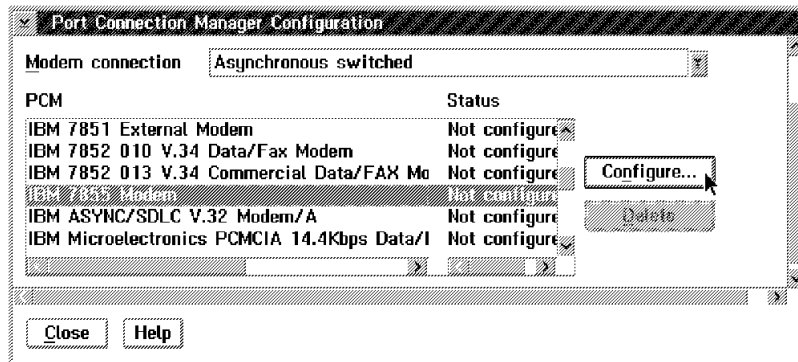 Port Connection Manager Configuration
Modem connection Asynchronous switched
PCM Status
IBM 7851 External Modem Not configure
IBM 7852 010 V.34 Data/Fax Modem Not configure
IBM 7852 013 V.34 Commercial Data/FAX Mo Not configure
IBM 7855 Modem Not configure
IBM ASYNC/SDLC V.32 Modem/A Not configure
IBM Microelectronics PCMCIA 14.4Kbps Data/ Not configure
Configure...
Delete
Close Help